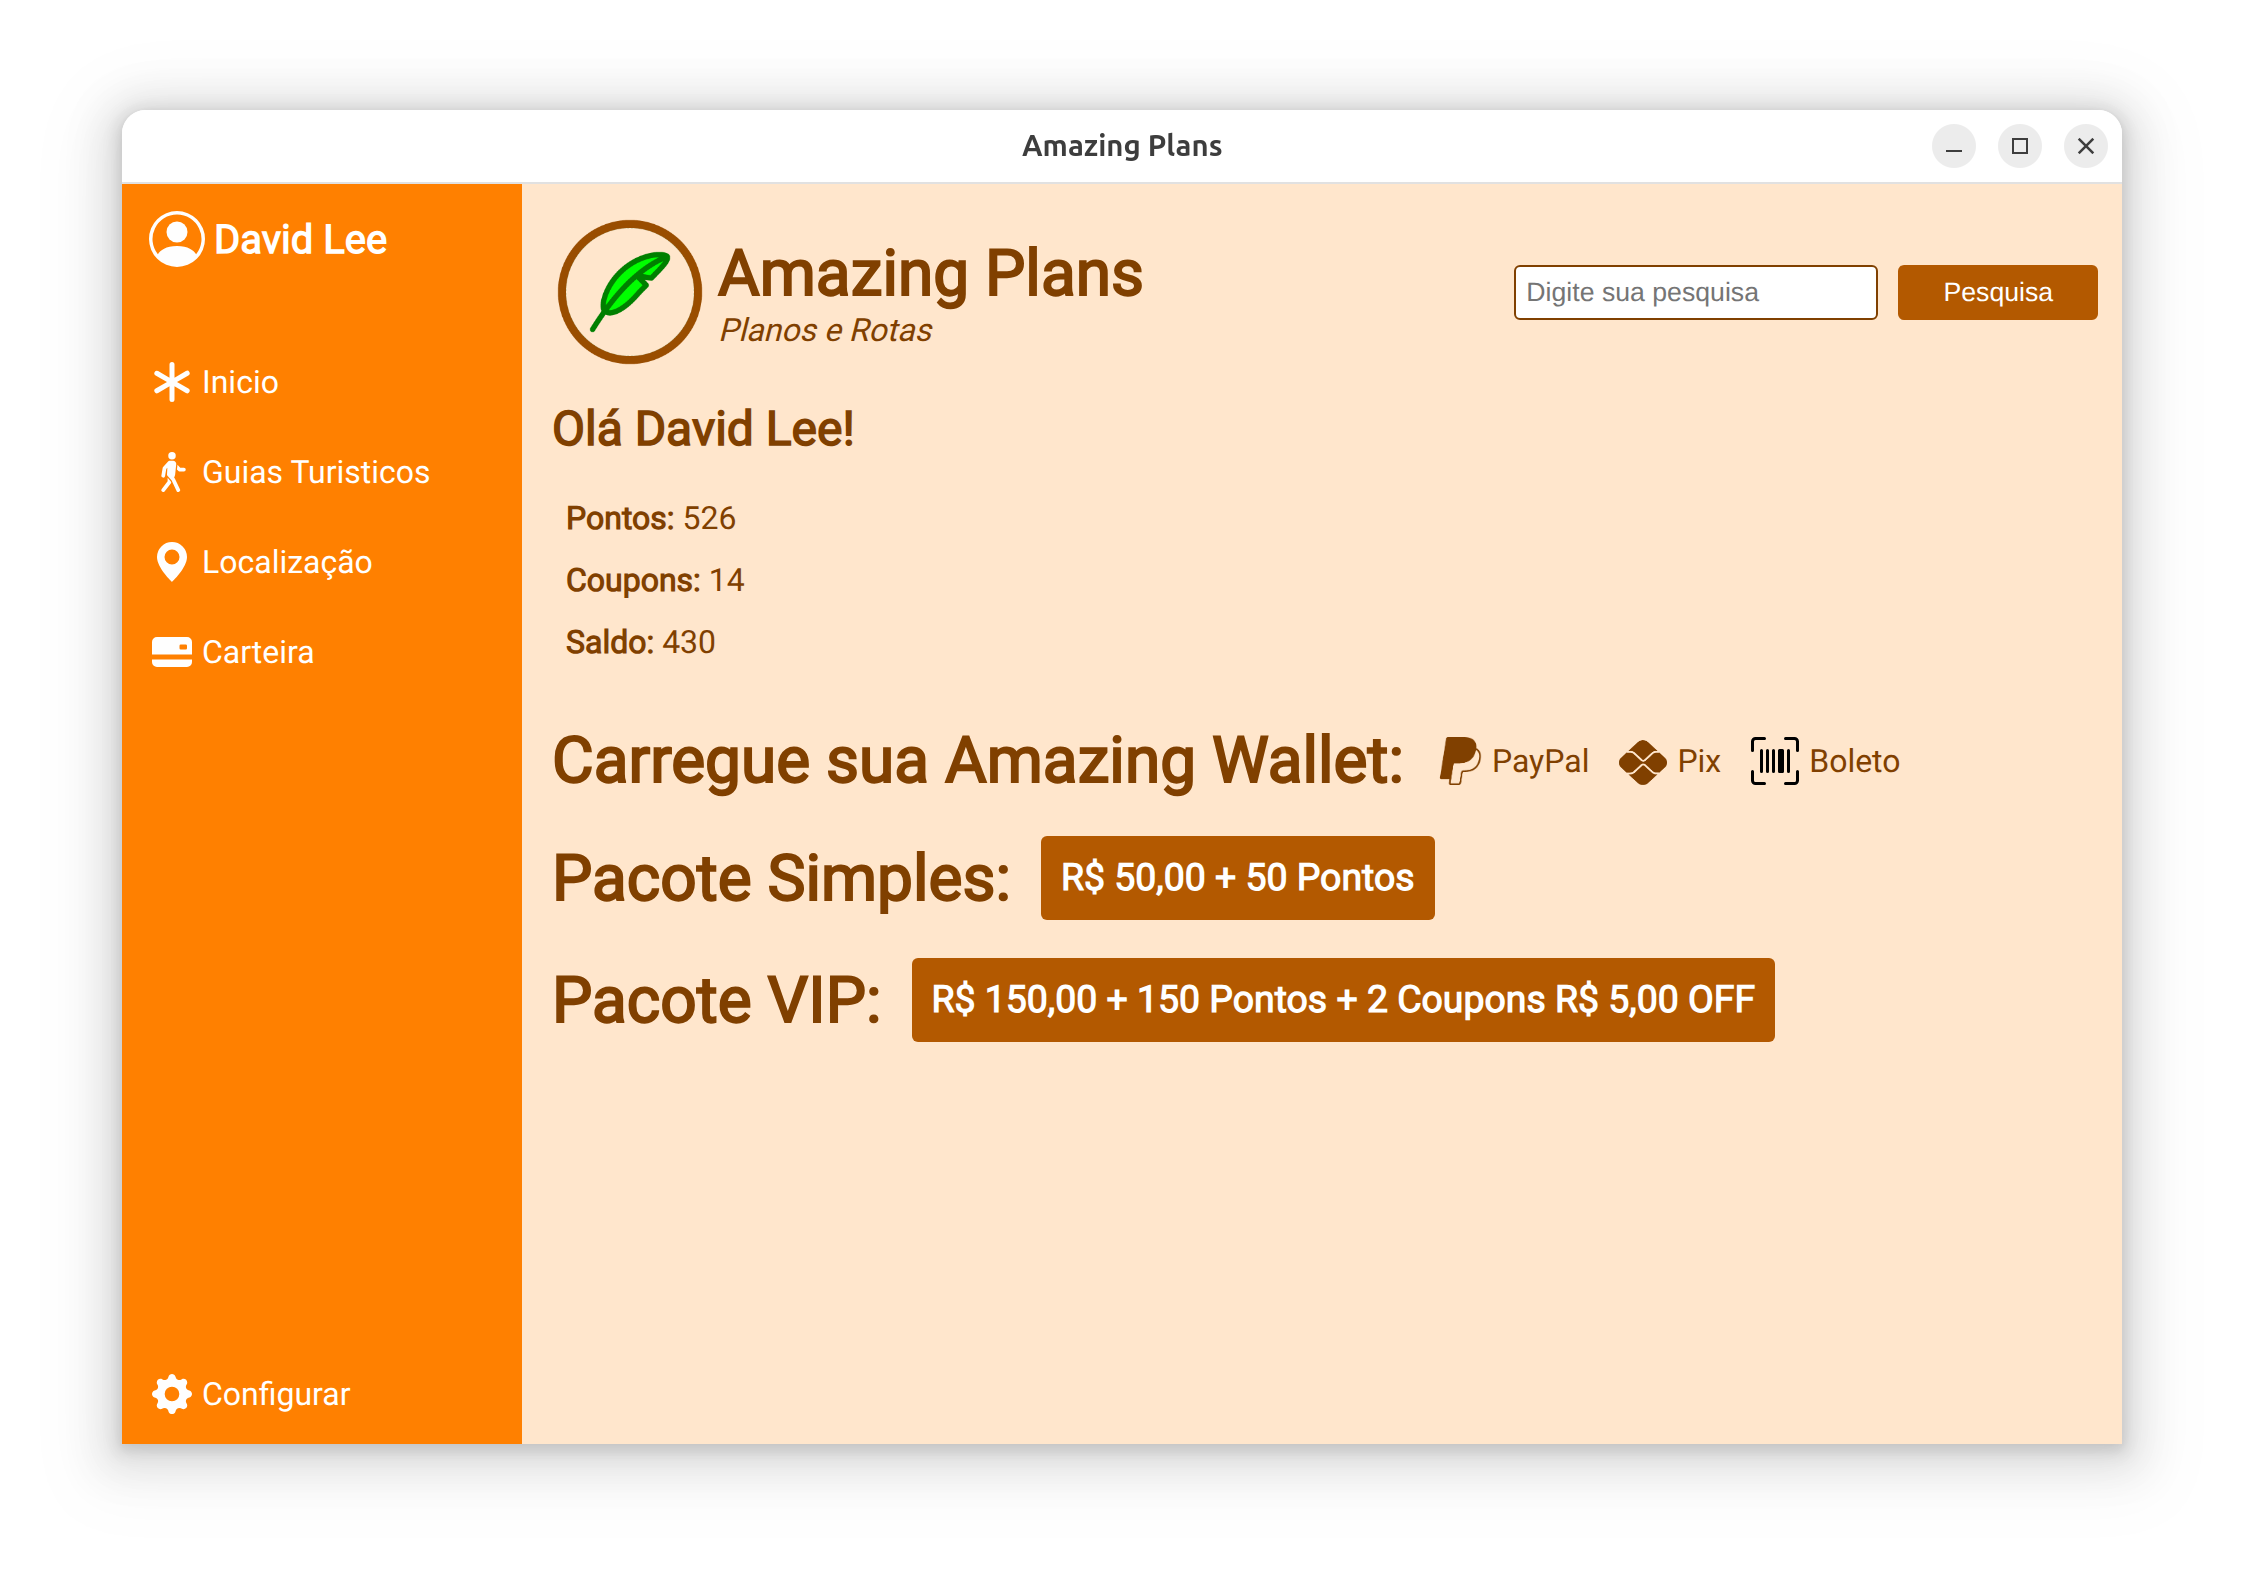 Amazing Plans
David Lee
Inicio
Guias Turisticos
Localização
Carteira
Configurar
Amazing Plans
Planos e Rotas
Digite sua pesquisa
Pesquisa
Olá David Lee!
Pontos: 526
Coupons: 14
Saldo: 430
Carregue sua Amazing Wallet: PayPal Pix Boleto
Pacote Simples: R$ 50,00 + 50 Pontos
Pacote VIP: R$ 150,00 + 150 Pontos + 2 Coupons R$ 5,00 OFF